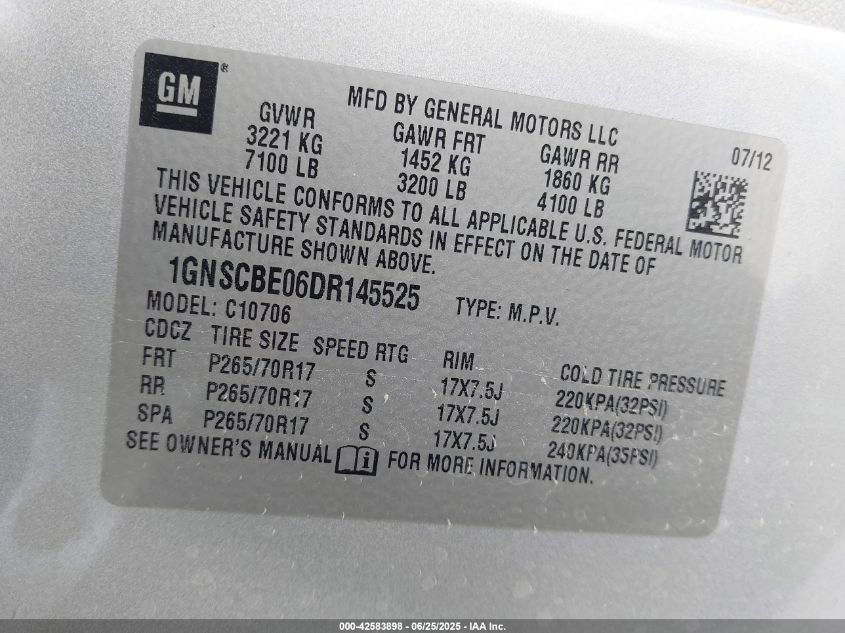 GM®
MFD BY GENERAL MOTORS LLC
GVWR GAWR FRT GAWR RR 07/12
3221 KG 1452 KG 1860 KG
7100 LB 3200 LB 4100 LB
THIS VEHICLE CONFORMS TO ALL APPLICABLE U.S. FEDERAL MOTOR
VEHICLE SAFETY STANDARDS IN EFFECT ON THE DATE OF
MANUFACTURE SHOWN ABOVE.
1GNSCBE06DR145525 TYPE: M.P.V.
MODEL: C10706
CDCZ TIRE SIZE SPEED RTG RIM COLD TIRE PRESSURE
FRT P265/70R17 S 17X7.5J 220KPA(32PSI)
RR P265/70R17 S 17X7.5J 220KPA(32PSI)
SPA P265/70R17 S 17X7.5J 240KPA(35PSI)
SEE OWNER'S MANUAL i FOR MORE INFORMATION.
000-42583898 - 06/25/2025 - IAA Inc.